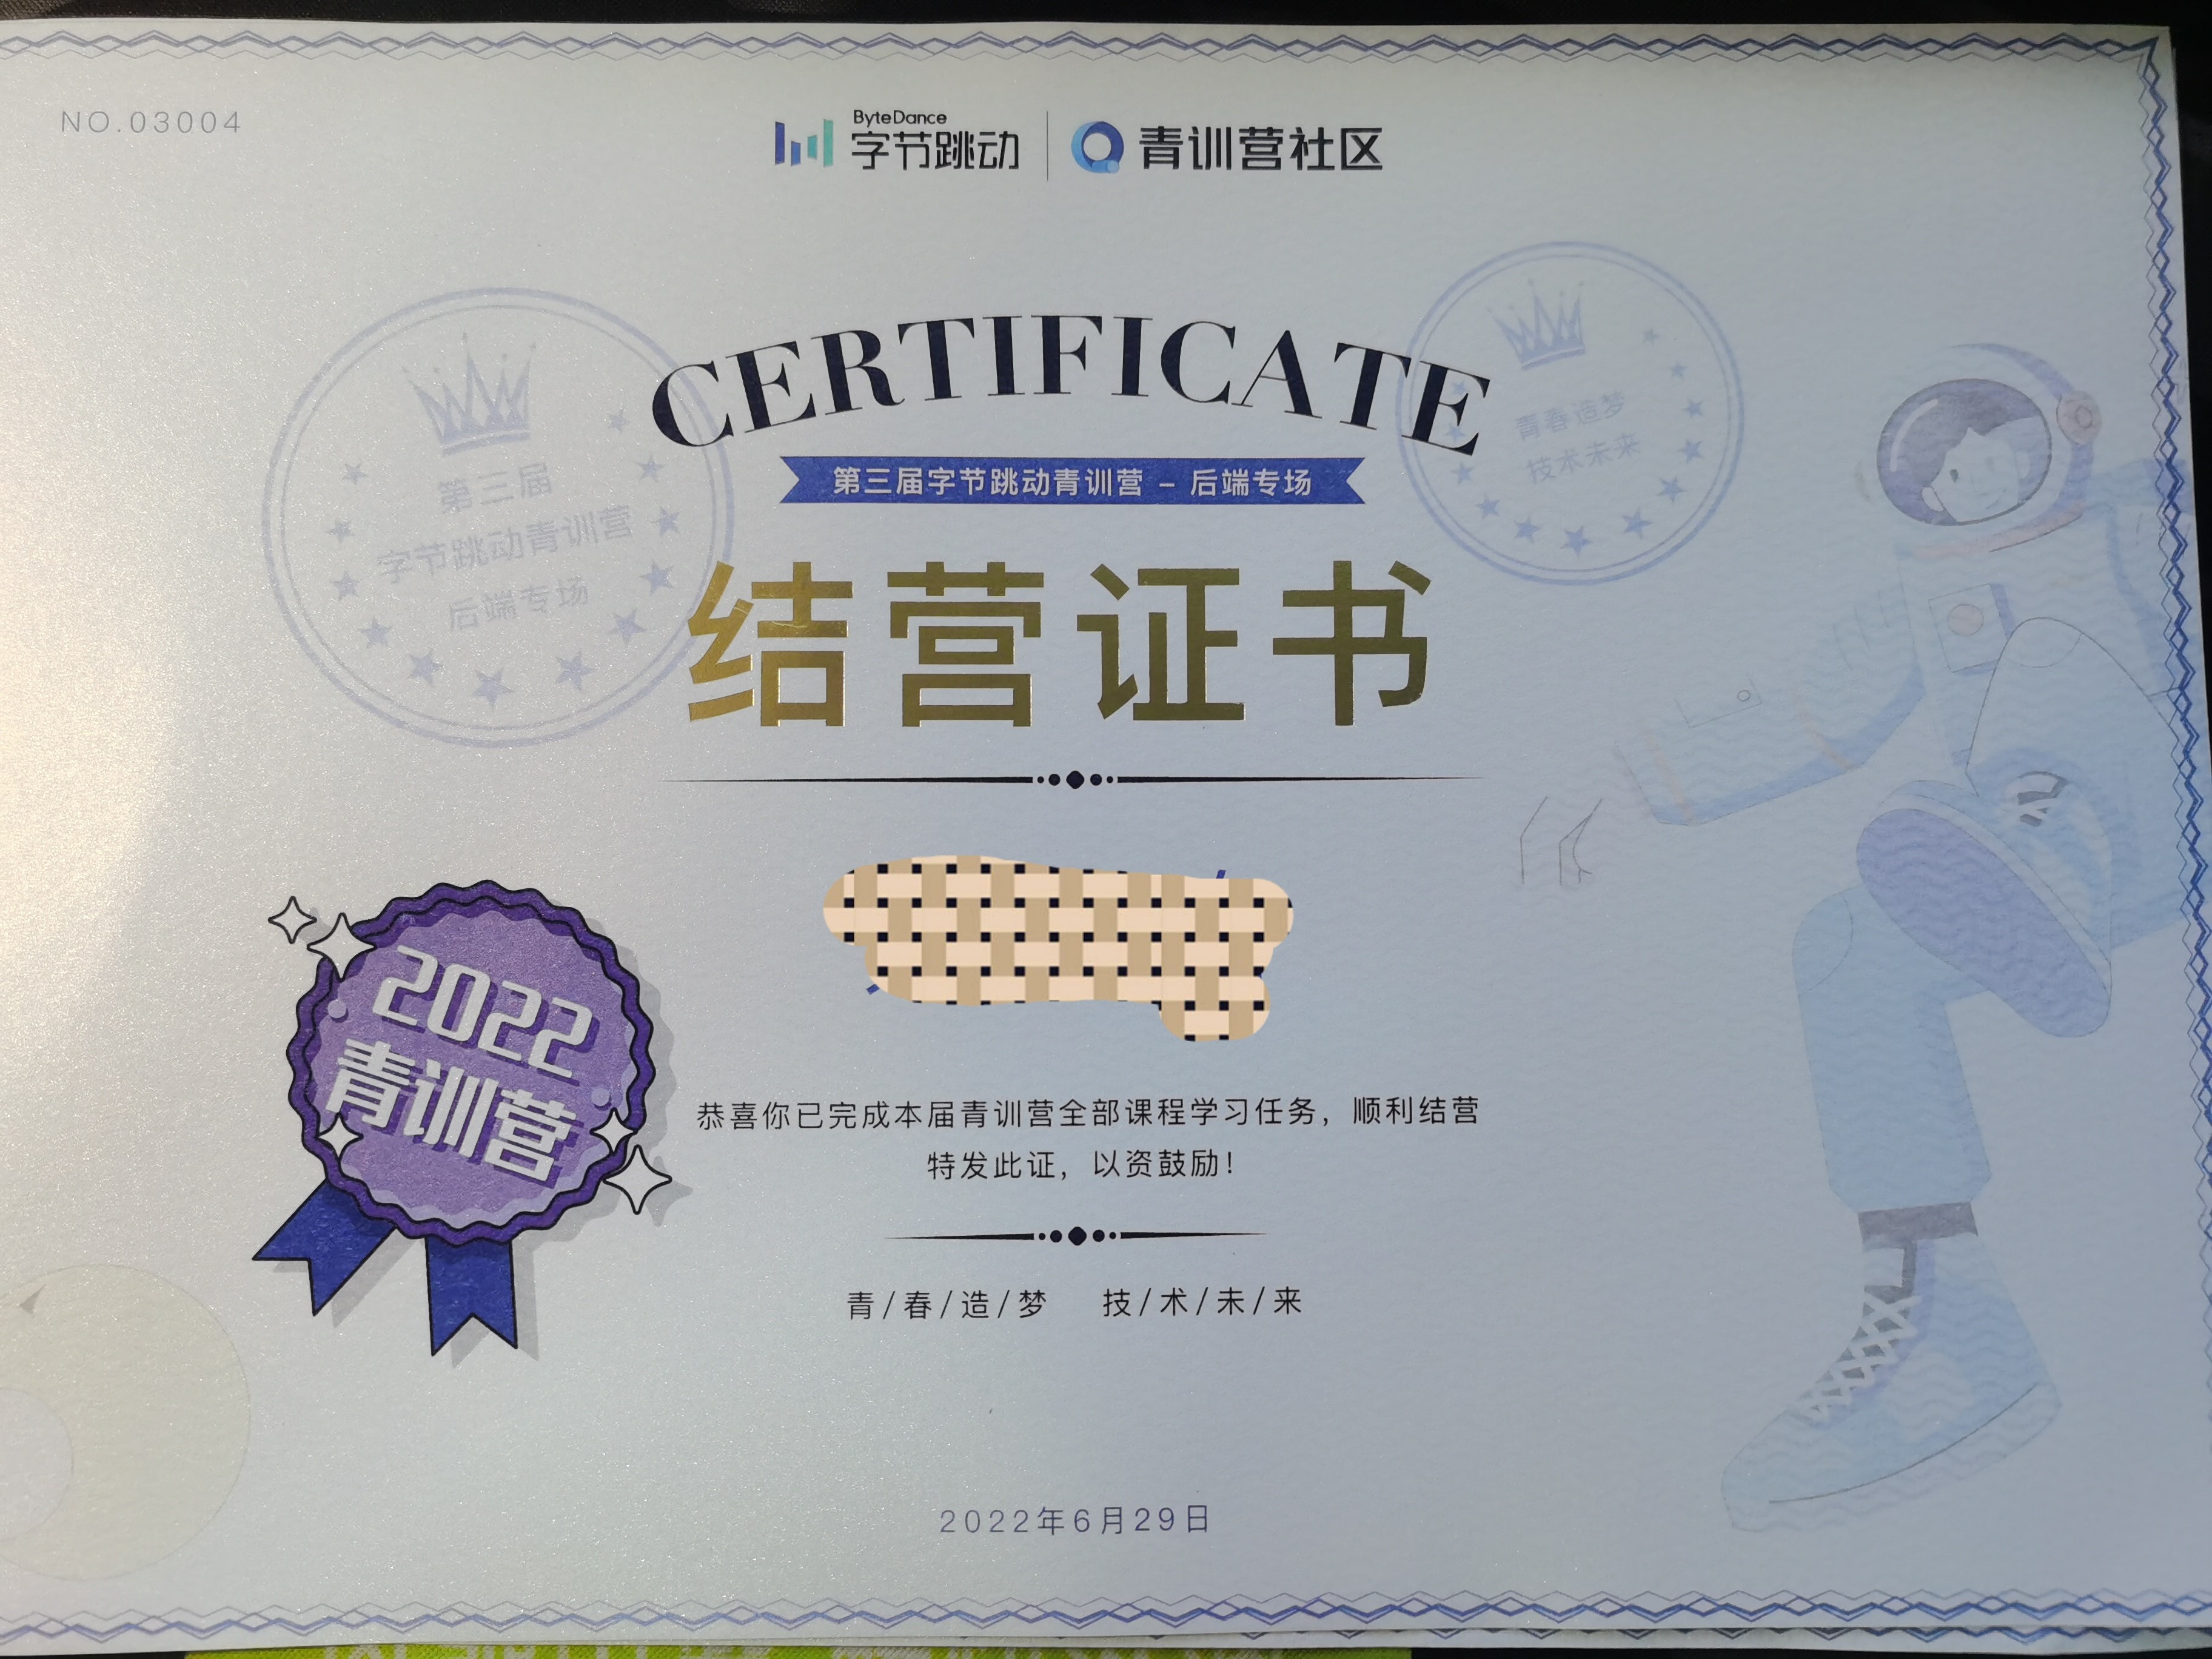 NO.03004
ByteDance
字节跳动 青训营社区
CERTIFICATE
第三届字节跳动青训营 – 后端专场
第三届
字节跳动青训营
后端专场
青春造梦
技术未来
结营证书
2022
青训营
恭喜你已完成本届青训营全部课程学习任务，顺利结营
特发此证，以资鼓励！
青/春/造/梦 技/术/未/来
2022年6月29日